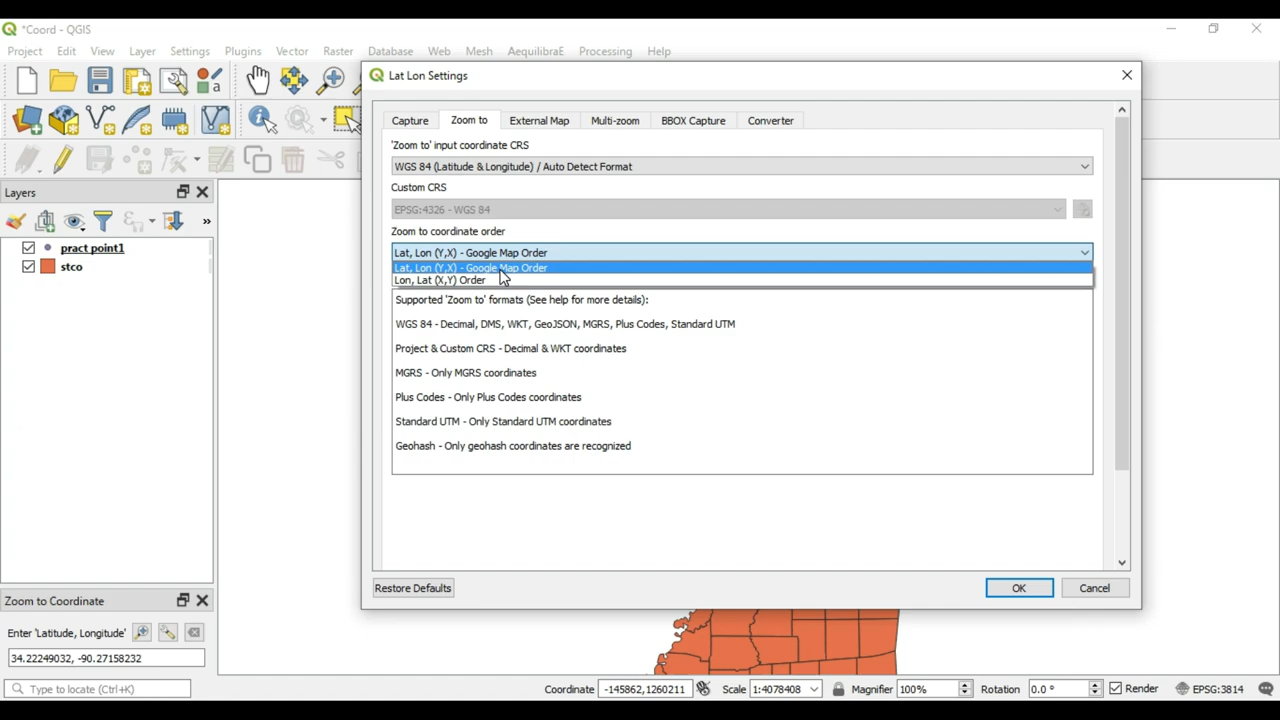 *Coord - QGIS
Project Edit View Layer Settings Plugins Vector Raster Database Web Mesh AequilibraE Processing Help
Lat Lon Settings
Capture Zoom to External Map Multi-zoom BBOX Capture Converter
'Zoom to' input coordinate CRS
WGS 84 (Latitude & Longitude) / Auto Detect Format
Custom CRS
EPSG:4326 - WGS 84
Zoom to coordinate order
Lat, Lon (Y,X) - Google Map Order
Lat, Lon (Y,X) - Google Map Order
Lon, Lat (X,Y) Order
Supported 'Zoom to' formats (See help for more details):
WGS 84 - Decimal, DMS, WKT, GeoJSON, MGRS, Plus Codes, Standard UTM
Project & Custom CRS - Decimal & WKT coordinates
MGRS - Only MGRS coordinates
Plus Codes - Only Plus Codes coordinates
Standard UTM - Only Standard UTM coordinates
Geohash - Only geohash coordinates are recognized
Restore Defaults OK Cancel
Layers
»
pract point1
stco
Zoom to Coordinate
Enter 'Latitude, Longitude'
34.22249032, -90.27158232
Type to locate (Ctrl+K) Coordinate -145862,1260211 Scale 1:4078408 Magnifier 100% Rotation 0.0 ° Render EPSG:3814